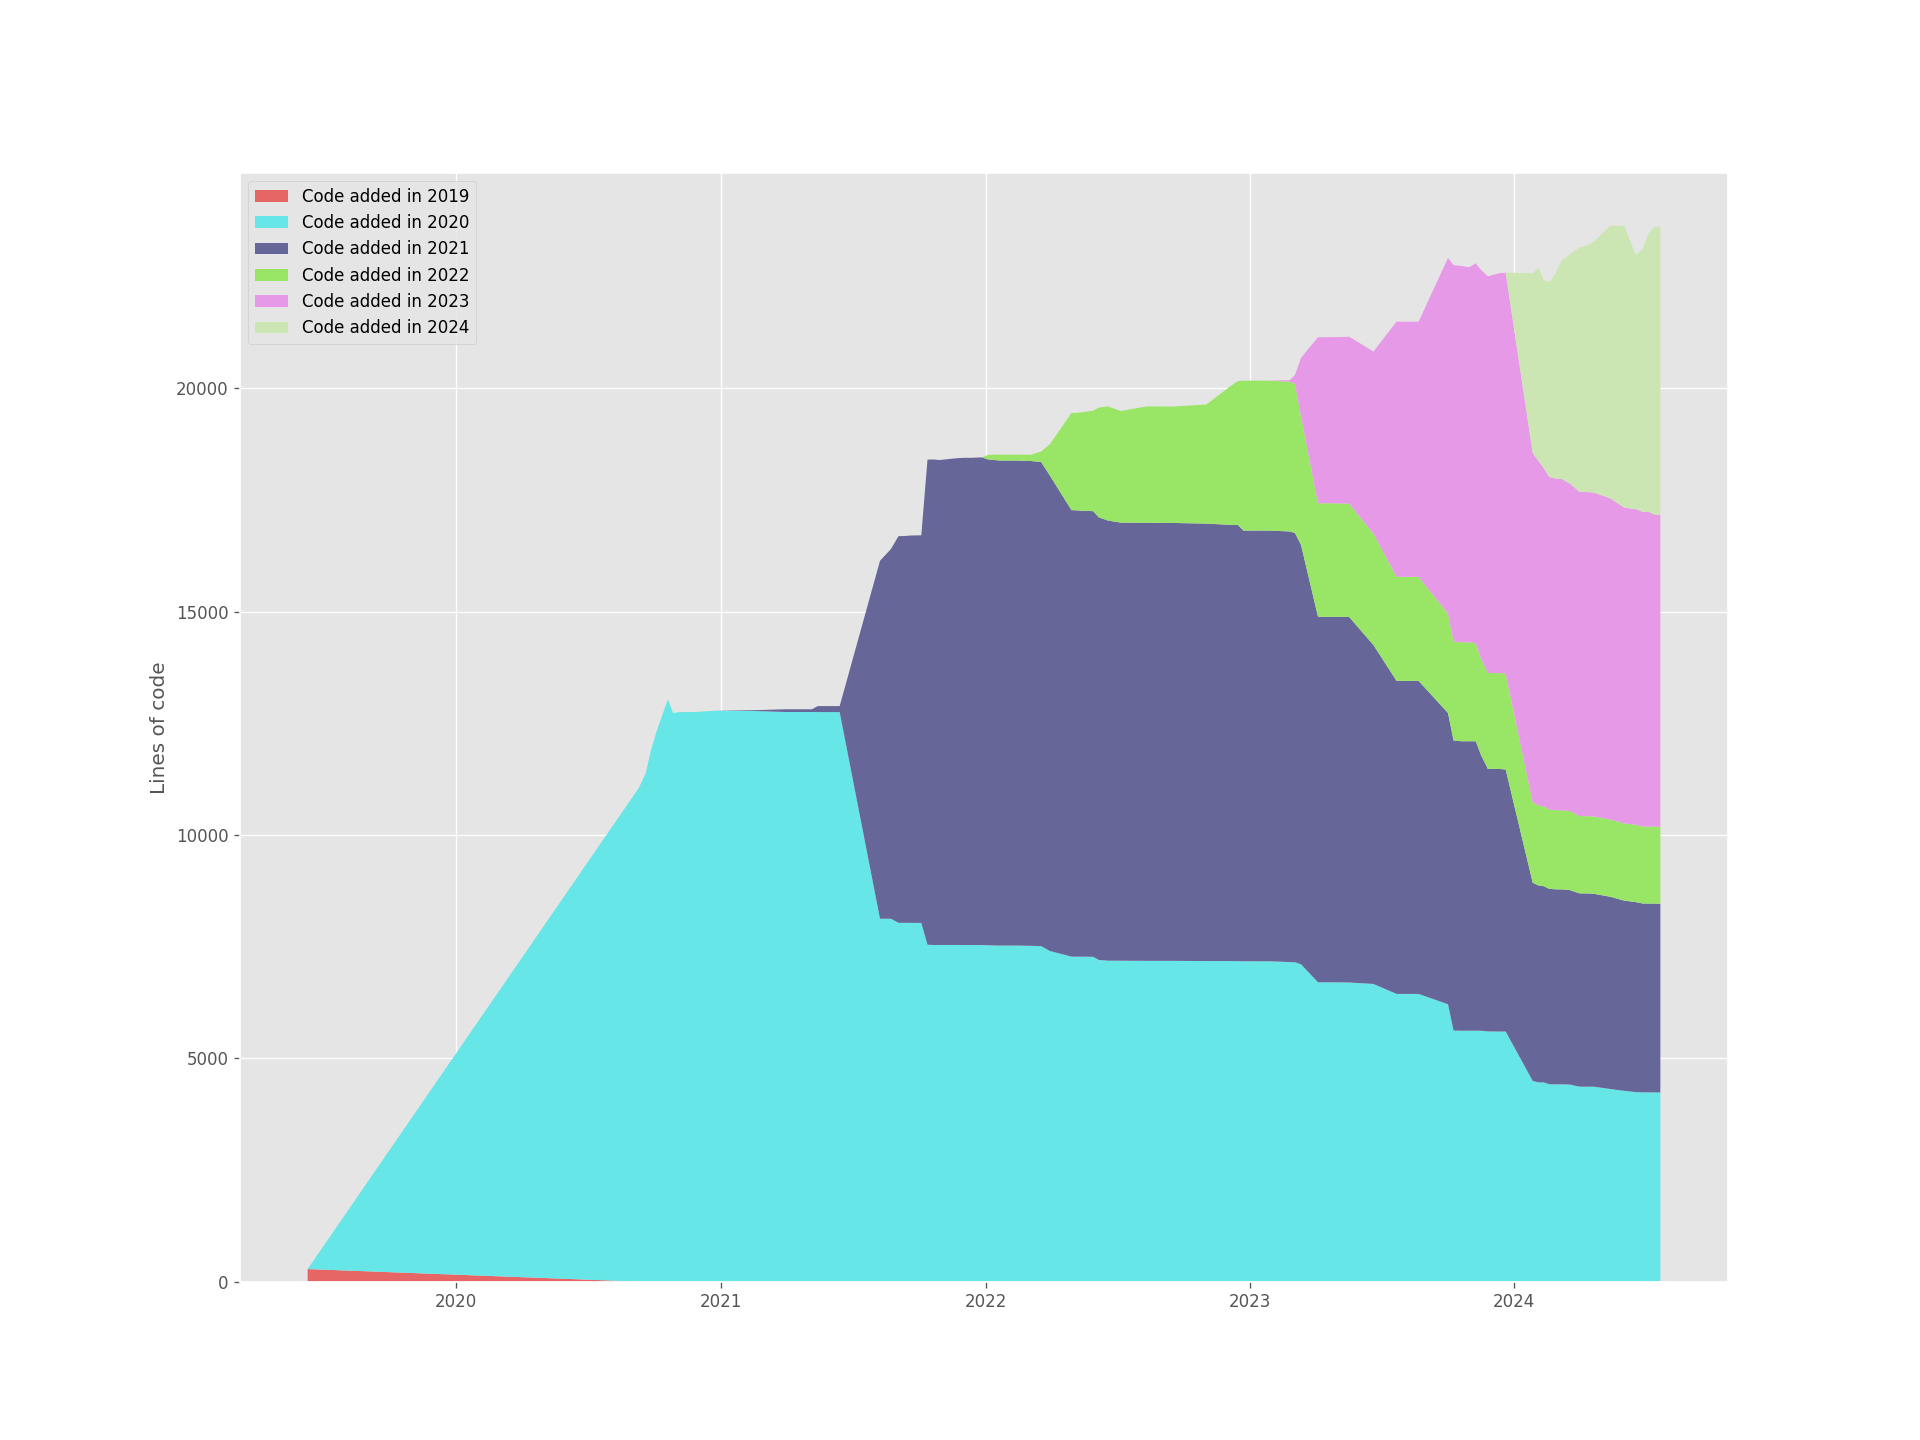 Code added in 2019
Code added in 2020
Code added in 2021
Code added in 2022
Code added in 2023
Code added in 2024
Lines of code
20000
15000
10000
5000
0
2020
2021
2022
2023
2024